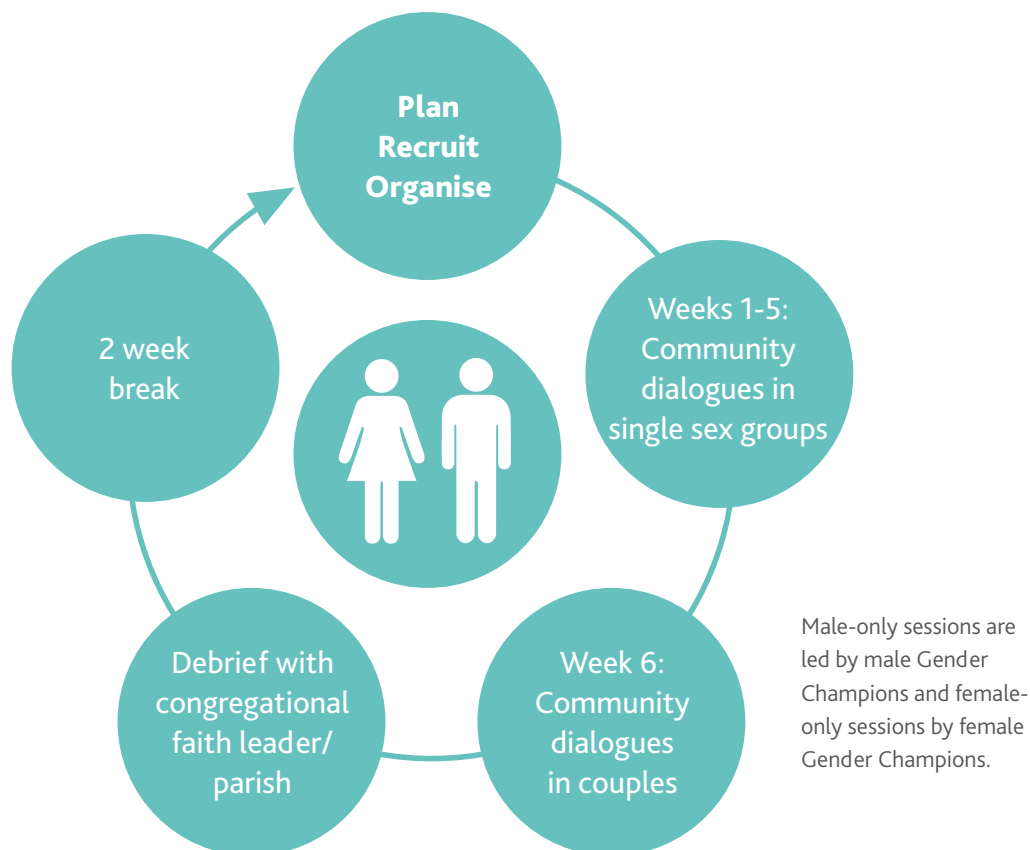 Plan
Recruit
Organise
Weeks 1-5:
Community
dialogues in
single sex groups
Week 6:
Community
dialogues
in couples
Debrief with
congregational
faith leader/
parish
2 week
break
Male-only sessions are
led by male Gender
Champions and female-
only sessions by female
Gender Champions.